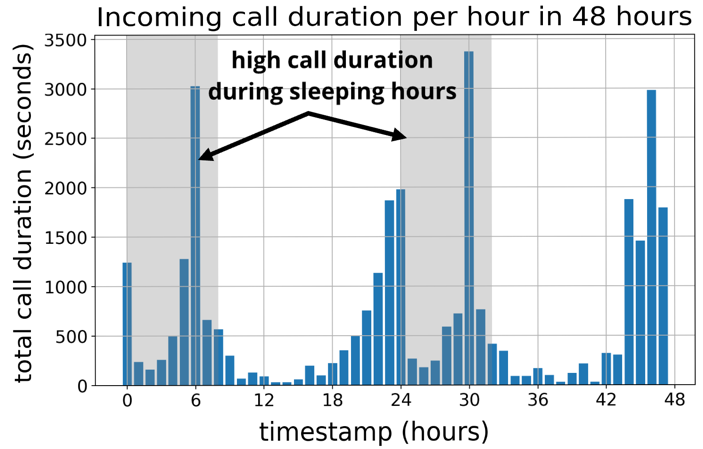 Incoming call duration per hour in 48 hours
high call duration
during sleeping hours
total call duration (seconds)
3500
3000
2500
2000
1500
1000
500
0
0 6 12 18 24 30 36 42 48
timestamp (hours)